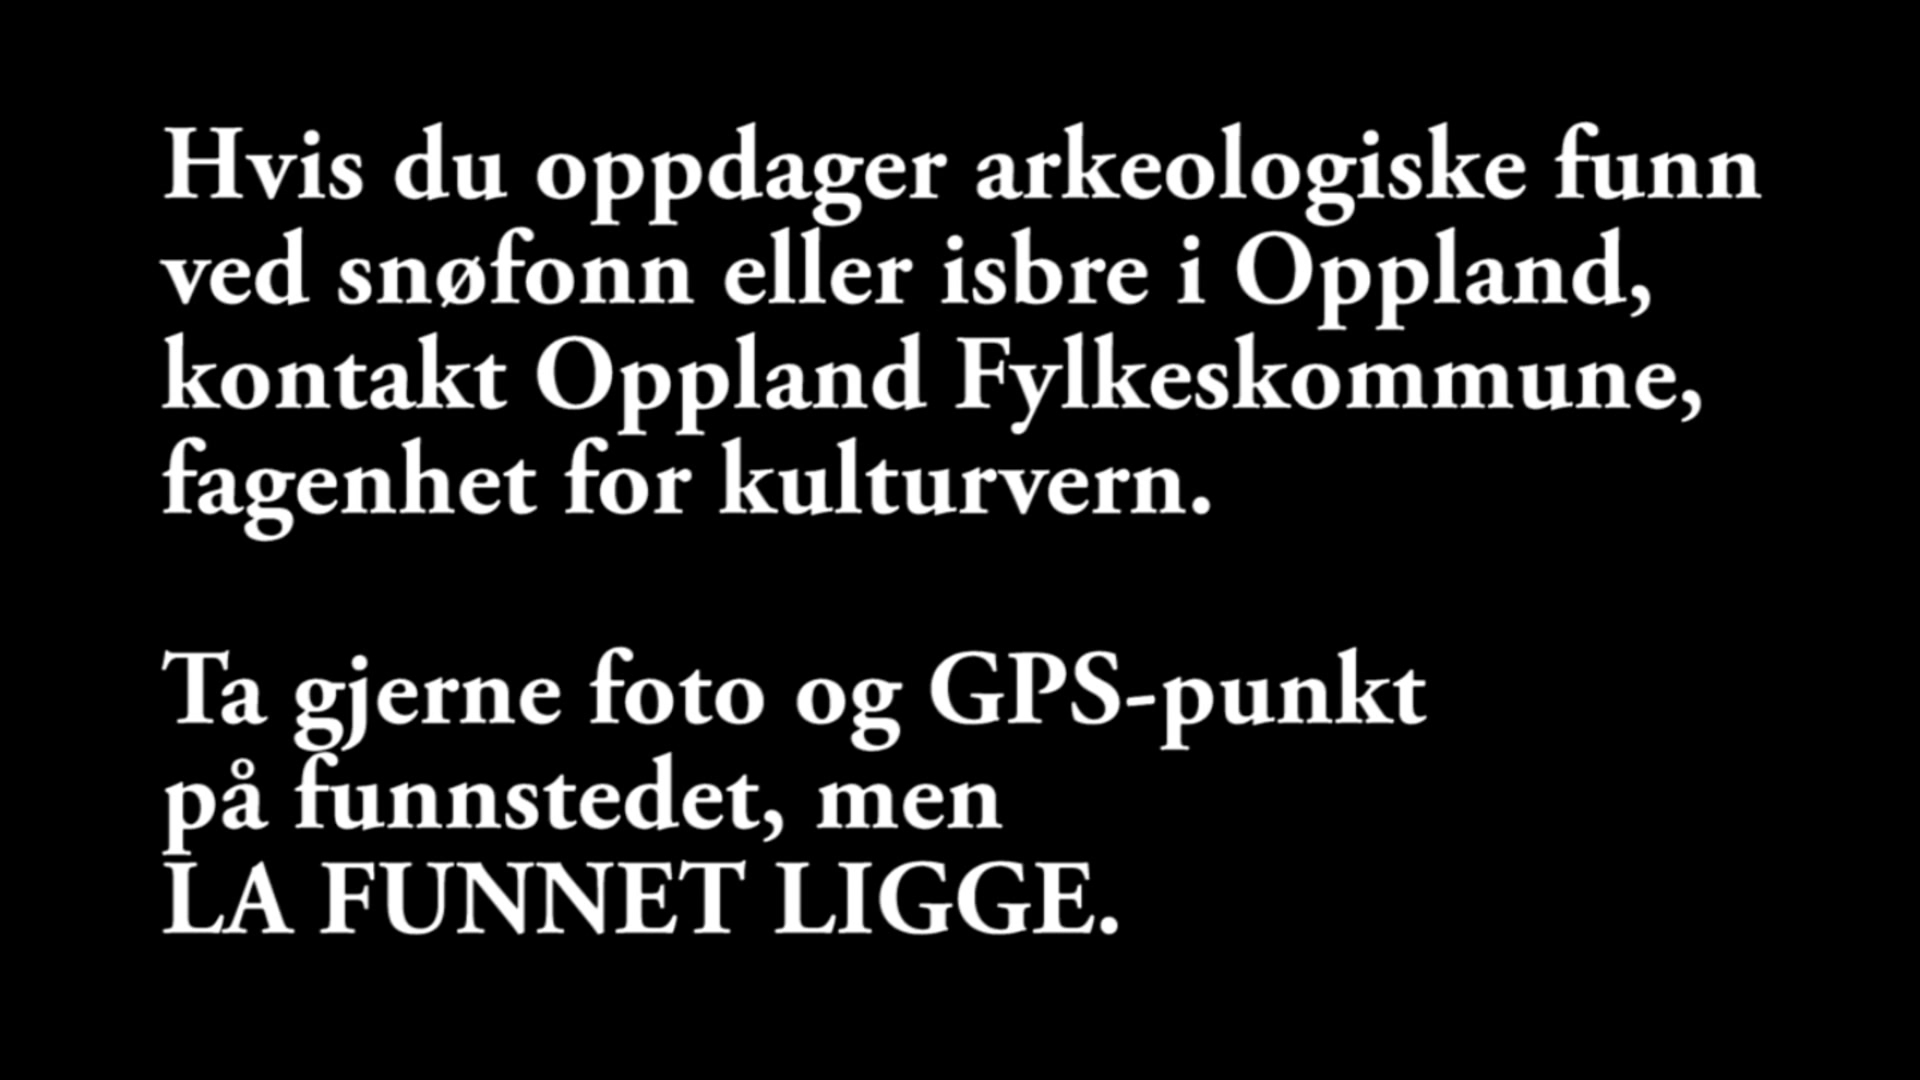 Hvis du oppdager arkeologiske funn
ved snøfonn eller isbre i Oppland,
kontakt Oppland Fylkeskommune,
fagenhet for kulturvern.
Ta gjerne foto og GPS-punkt
på funnstedet, men
LA FUNNET LIGGE.